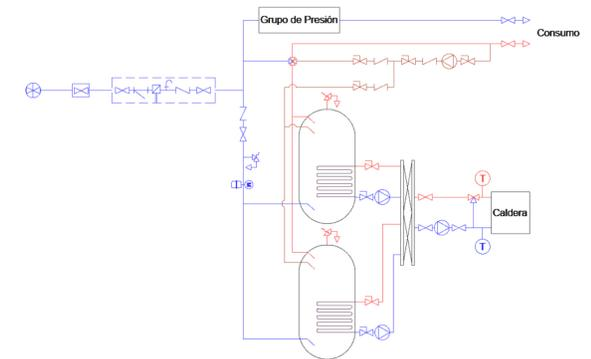 Grupo de Presión
Consumo
T
Caldera
T